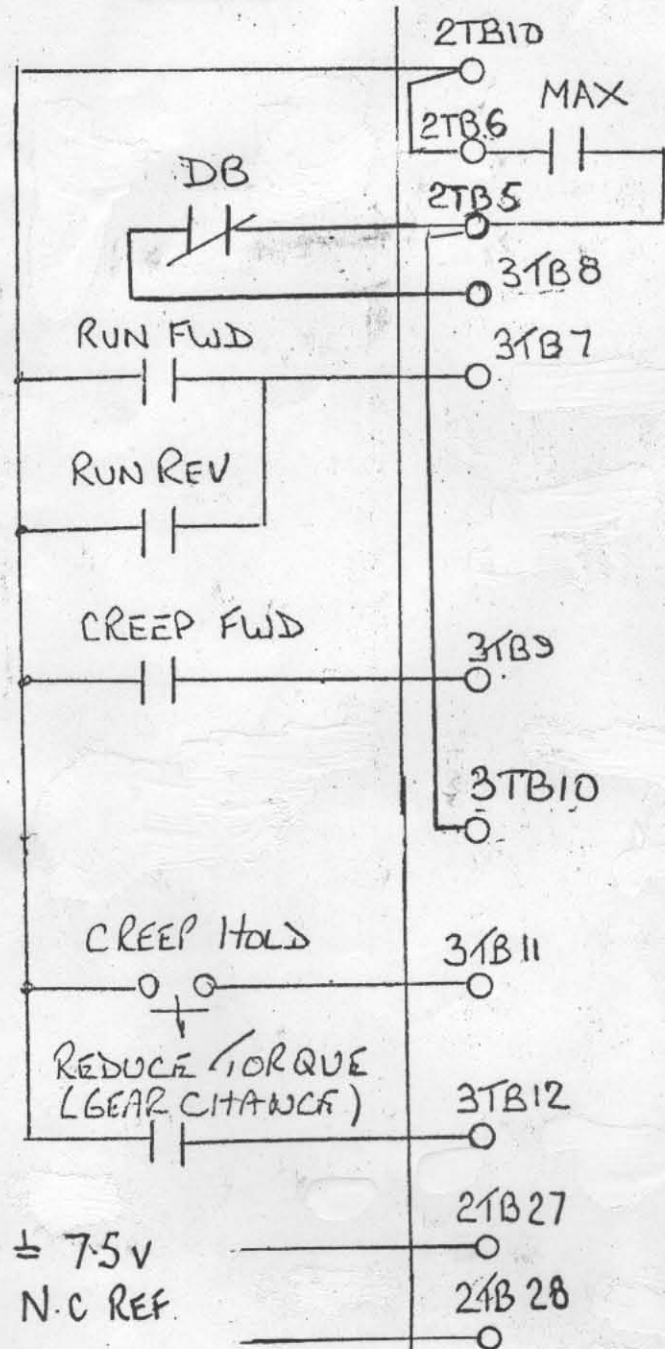 2TB10
MAX
2TB6
DB
2TB5
3TB8
RUN FWD
3TB7
RUN REV
CREEP FWD
3TB9
3TB10
CREEP HOLD
3TB11
REDUCE TORQUE
(GEAR CHANGE)
3TB12
2TB27
± 7.5V
N.C REF
2TB28